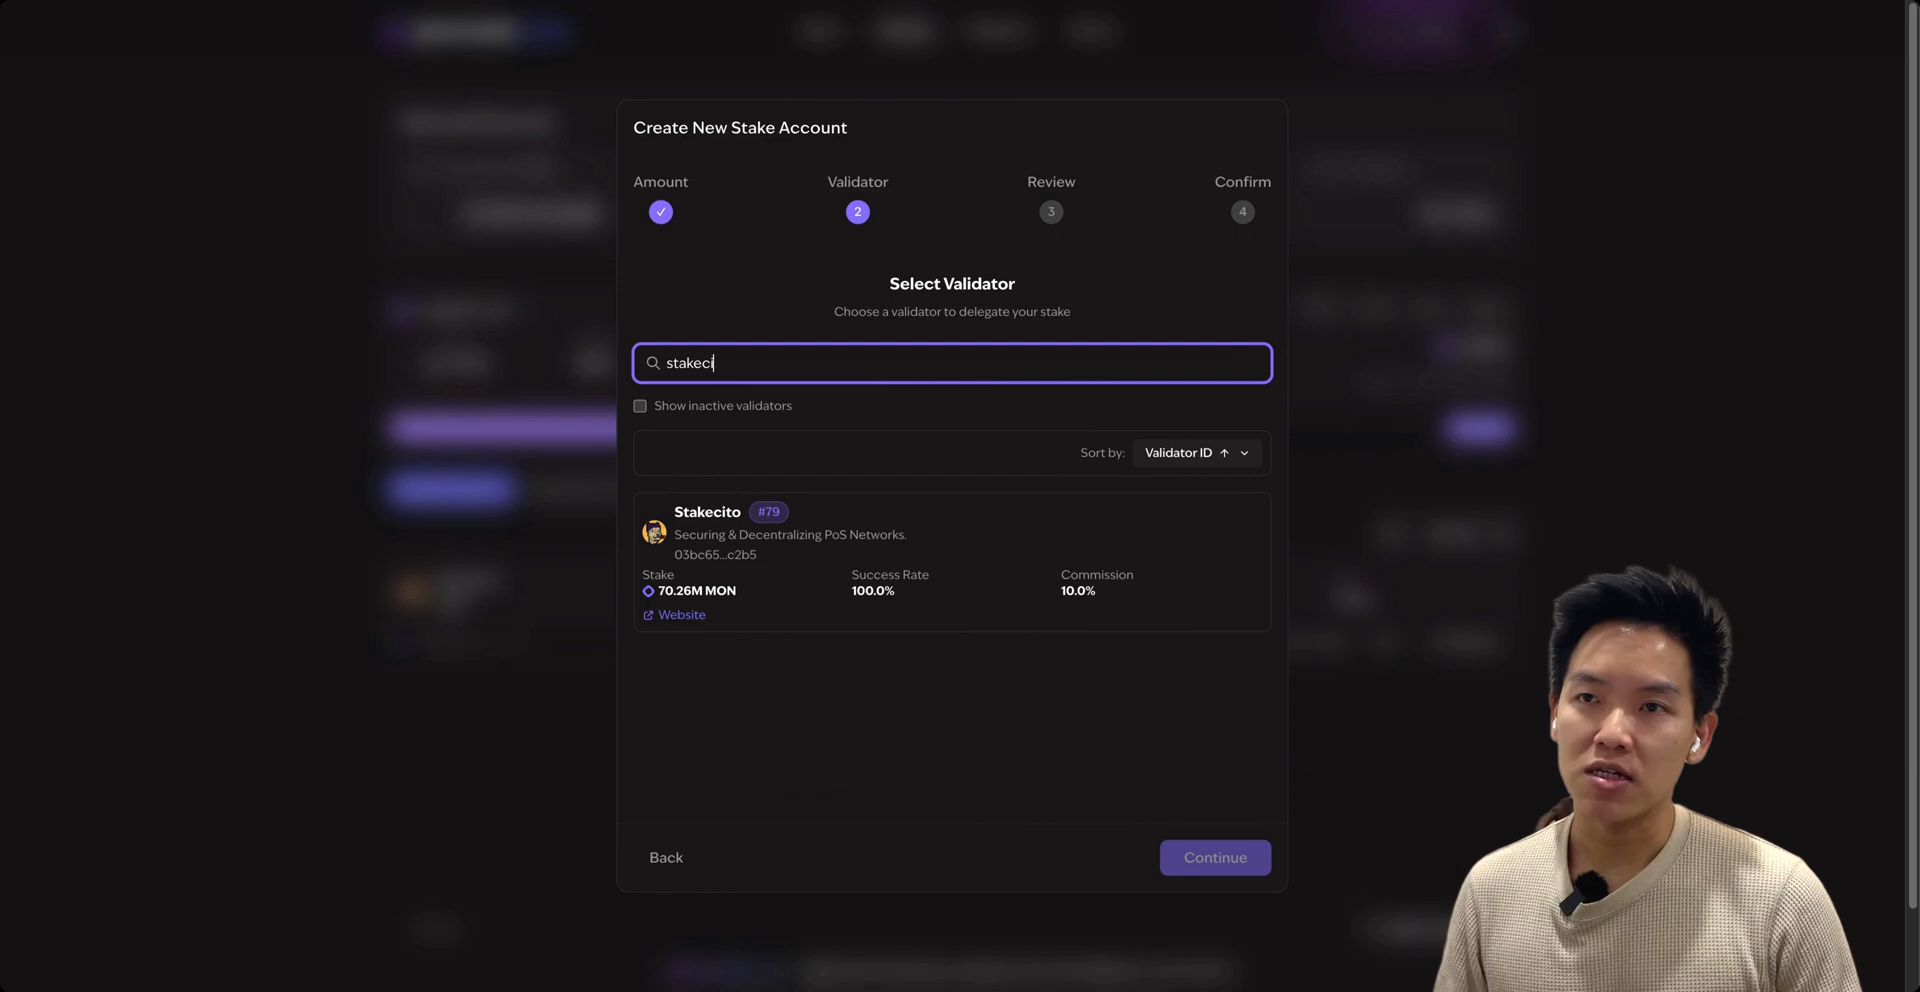 Create New Stake Account
Amount Validator Review Confirm
2 3 4
Select Validator
Choose a validator to delegate your stake
stakeci
Show inactive validators
Sort by: Validator ID
Stakecito #79
Securing & Decentralizing PoS Networks.
03bc65...c2b5
Stake Success Rate Commission
70.26M MON 100.0% 10.0%
Website
Back Continue